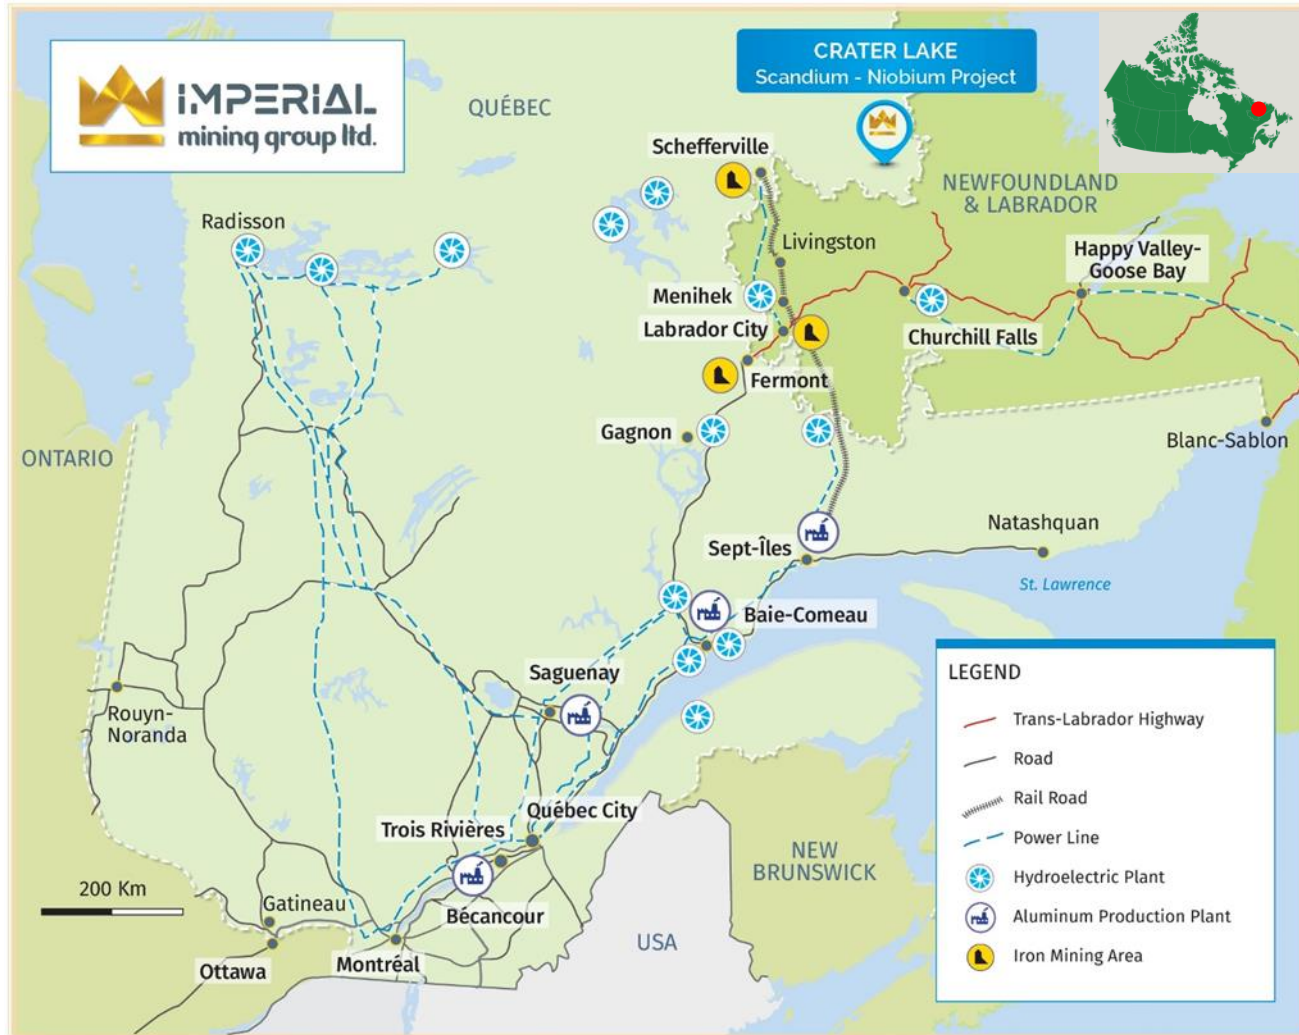 IMPERIAL
mining group ltd.
CRATER LAKE
Scandium - Niobium Project
QUÉBEC
Schefferville
NEWFOUNDLAND
& LABRADOR
Radisson
Livingston
Happy Valley-
Goose Bay
Menihek
Labrador City
Churchill Falls
Fermont
Gagnon
Blanc-Sablon
ONTARIO
Natashquan
Sept-Îles
St. Lawrence
Baie-Comeau
Saguenay
Rouyn-
Noranda
Québec City
Trois Rivières
NEW
BRUNSWICK
200 Km
Gatineau
Bécancour
USA
Ottawa
Montréal
LEGEND
Trans-Labrador Highway
Road
Rail Road
Power Line
Hydroelectric Plant
Aluminum Production Plant
Iron Mining Area